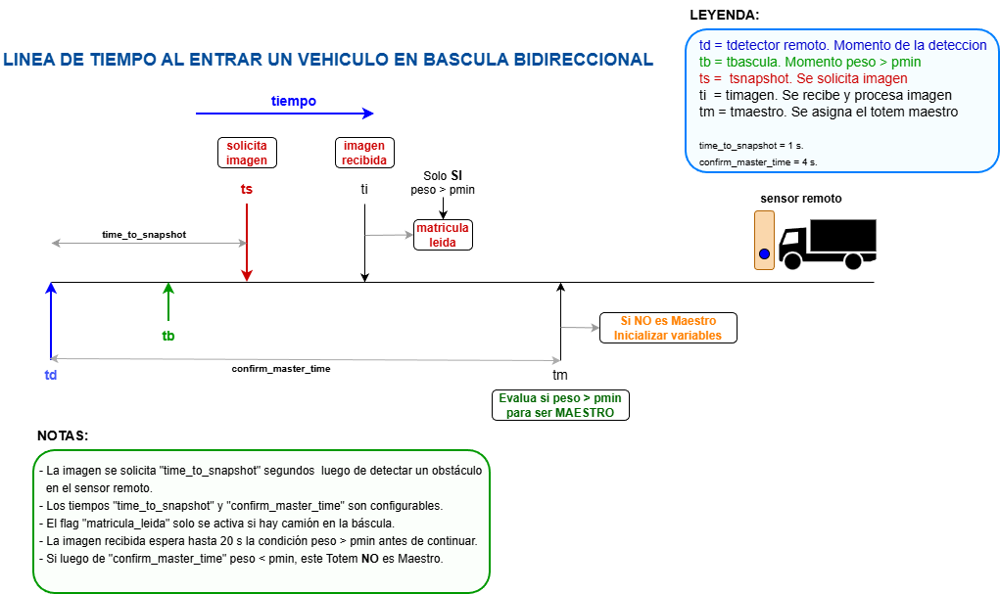 LEYENDA:
td = tdetector remoto. Momento de la deteccion
tb = tbascula. Momento peso > pmin
ts =  tsnapshot. Se solicita imagen
ti  = timagen. Se recibe y procesa imagen
tm = tmaestro. Se asigna el totem maestro
time_to_snapshot = 1 s.
confirm_master_time = 4 s.
LINEA DE TIEMPO AL ENTRAR UN VEHICULO EN BASCULA BIDIRECCIONAL
tiempo
solicita
imagen
imagen
recibida
ts
ti
Solo SI
peso > pmin
matricula
leida
time_to_snapshot
sensor remoto
tb
td
confirm_master_time
tm
Si NO es Maestro
Inicializar variables
Evalua si peso > pmin
para ser MAESTRO
NOTAS:
- La imagen se solicita "time_to_snapshot" segundos  luego de detectar un obstáculo
en el sensor remoto.
- Los tiempos "time_to_snapshot" y "confirm_master_time" son configurables.
- El flag "matricula_leida" solo se activa si hay camión en la báscula.
- La imagen recibida espera hasta 20 s la condición peso > pmin antes de continuar.
- Si luego de "confirm_master_time" peso < pmin, este Totem NO es Maestro.